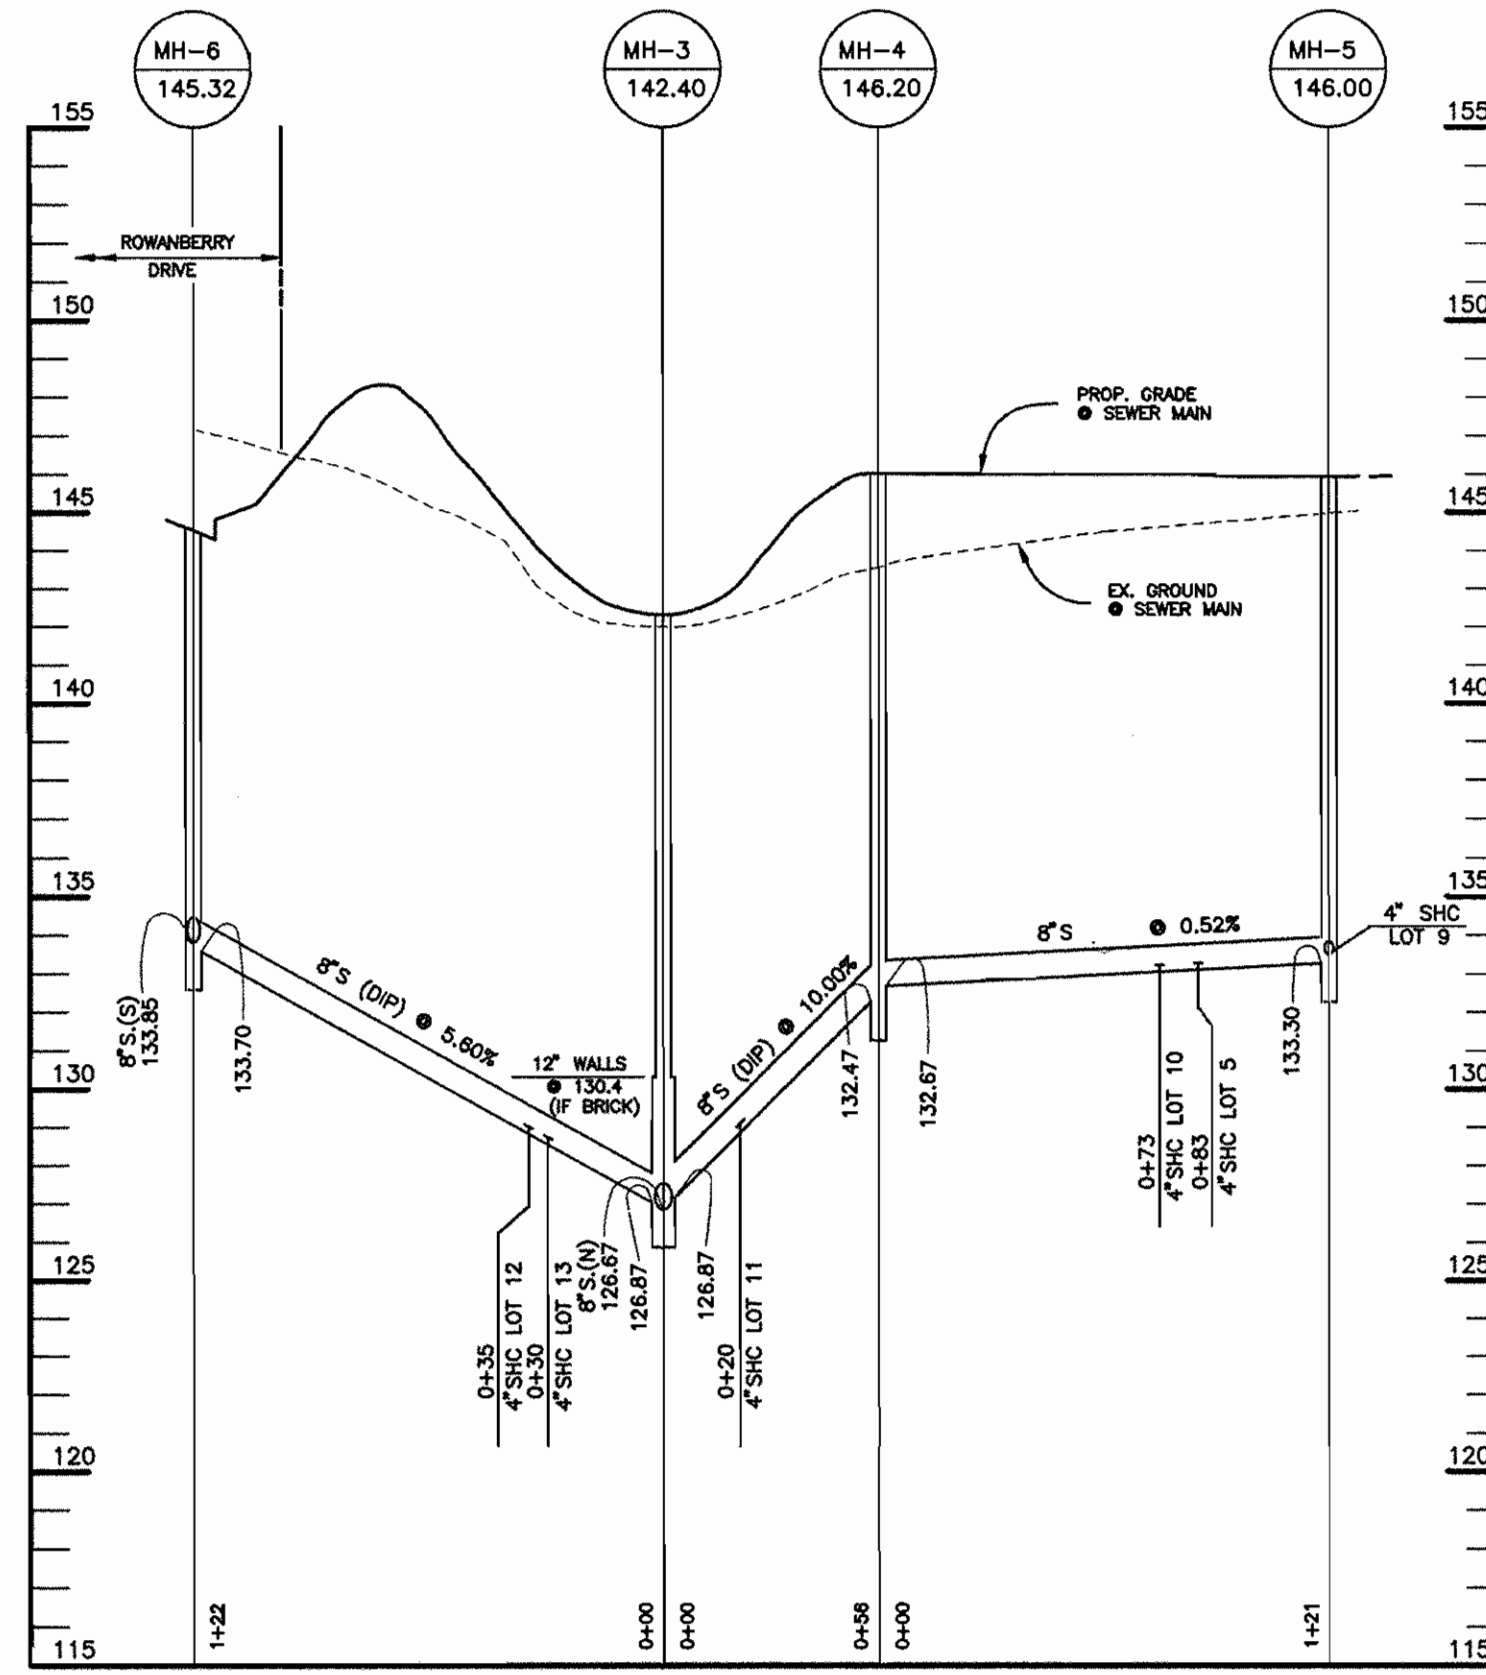 MH-6
145.32
MH-3
142.40
MH-4
146.20
MH-5
146.00
155
155
ROWANBERRY
DRIVE
150
150
PROP. GRADE
@ SEWER MAIN
145
145
EX. GROUND
@ SEWER MAIN
140
140
135
135
4" SHC
LOT 9
8"S @ 0.52%
8"S (DIP) @ 5.60%
8"S (DIP) @ 10.00%
8"S.(S)
133.85
133.70
12" WALLS
@ 130.4
(IF BRICK)
132.47
132.67
133.30
130
130
0+73
4"SHC LOT 10
0+83
4"SHC LOT 5
8"S.(N)
126.67
126.87
126.87
125
125
0+35
4"SHC LOT 12
0+30
4"SHC LOT 13
0+20
4"SHC LOT 11
120
120
1+22
0+00
0+00
0+56
0+00
1+21
115
115